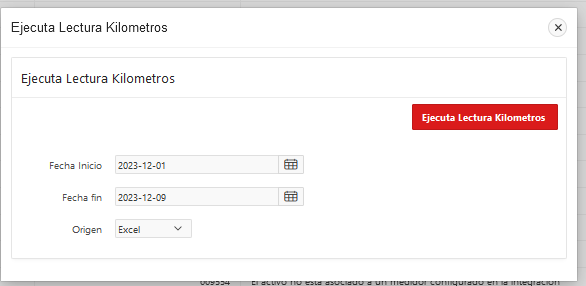 Ejecuta Lectura Kilometros
Ejecuta Lectura Kilometros
Ejecuta Lectura Kilometros
Fecha Inicio 2023-12-01
Fecha fin 2023-12-09
Origen Excel
009554 El activo no esta asociado a un medidor configurado en la integracion